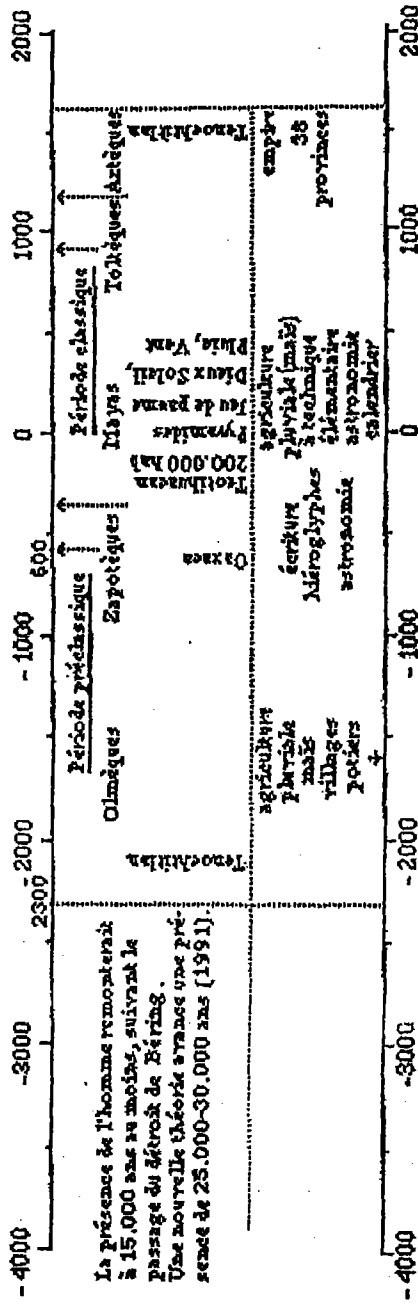 -4000 -3000 -2000 -1000 0 1000 2000
2300 600
La présence de l'homme remonterait
à 15.000 ans au moins, suivant le
passage du détroit de Béring.
Une nouvelle théorie avance une pré-
sence de 25.000-30.000 ans (1991).
Période préclassique
Période classique
Olmèques
Zapotèques
Mayas
Toltèques
Aztèques
Tenochtitlan
Oaxaca
Teotihuacan
200.000 hab
Pyramides
Jeu de paume
Dieux Soleil,
Pluie, Vent
Tenochtitlan
agriculture
pluviale
maïs
villages
potiers
+
écriture
hiéroglyphes
astronomie
agriculture
pluviale (maïs)
à technique
élémentaire
astronomie
calendrier
empire
38
provinces
-4000 -3000 -2000 -1000 0 1000 2000